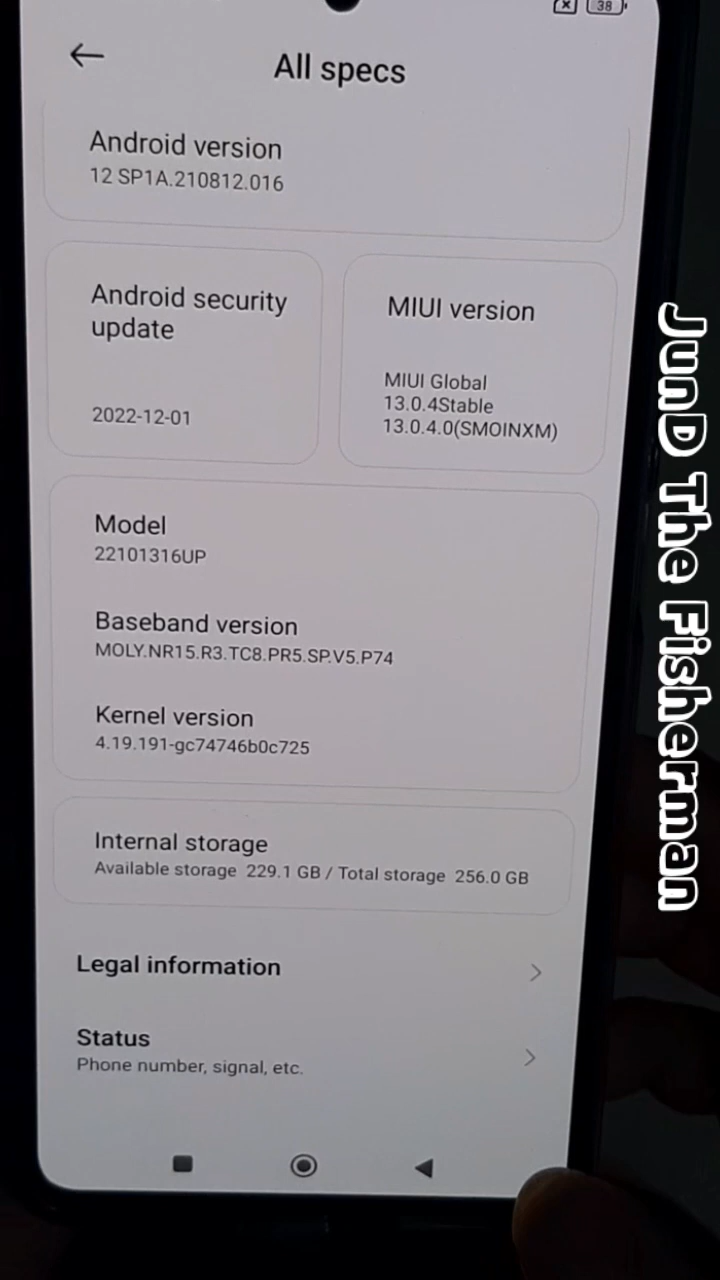 38
All specs
Android version
12 SP1A.210812.016
Android security
update
2022-12-01
MIUI version
MIUI Global
13.0.4Stable
13.0.4.0(SMOINXM)
Model
22101316UP
Baseband version
MOLY.NR15.R3.TC8.PR5.SP.V5.P74
Kernel version
4.19.191-gc74746b0c725
Internal storage
Available storage 229.1 GB / Total storage 256.0 GB
Legal information
Status
Phone number, signal, etc.
JunD The Fisherman